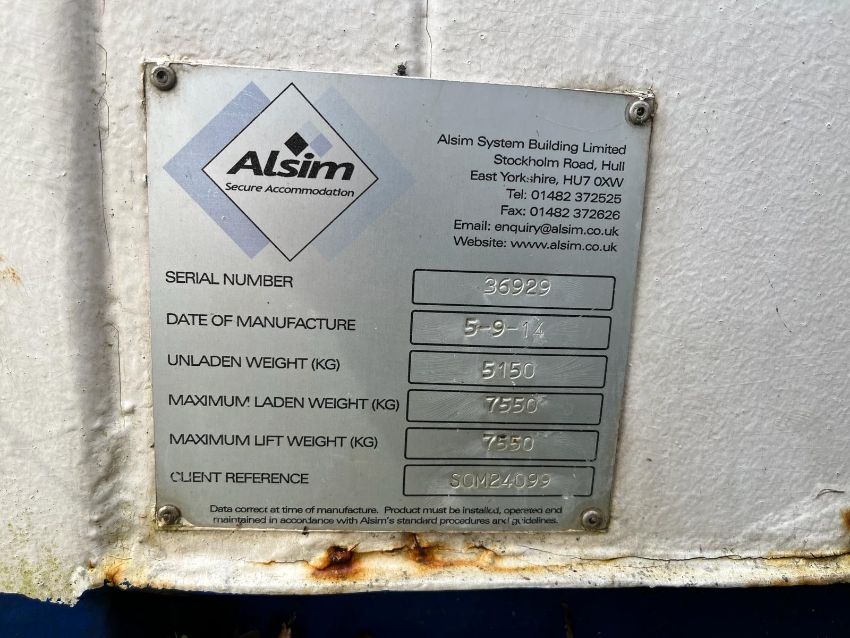 Alsim
Secure Accommodation
Alsim System Building Limited
Stockholm Road, Hull
East Yorkshire, HU7 0XW
Tel: 01482 372525
Fax: 01482 372626
Email: enquiry@alsim.co.uk
Website: www.alsim.co.uk
SERIAL NUMBER 36929
DATE OF MANUFACTURE 5-9-14
UNLADEN WEIGHT (KG) 5150
MAXIMUM LADEN WEIGHT (KG) 7550
MAXIMUM LIFT WEIGHT (KG) 7550
CLIENT REFERENCE SOM24099
Data correct at time of manufacture. Product must be installed, operated and
maintained in accordance with Alsim's standard procedures and guidelines.